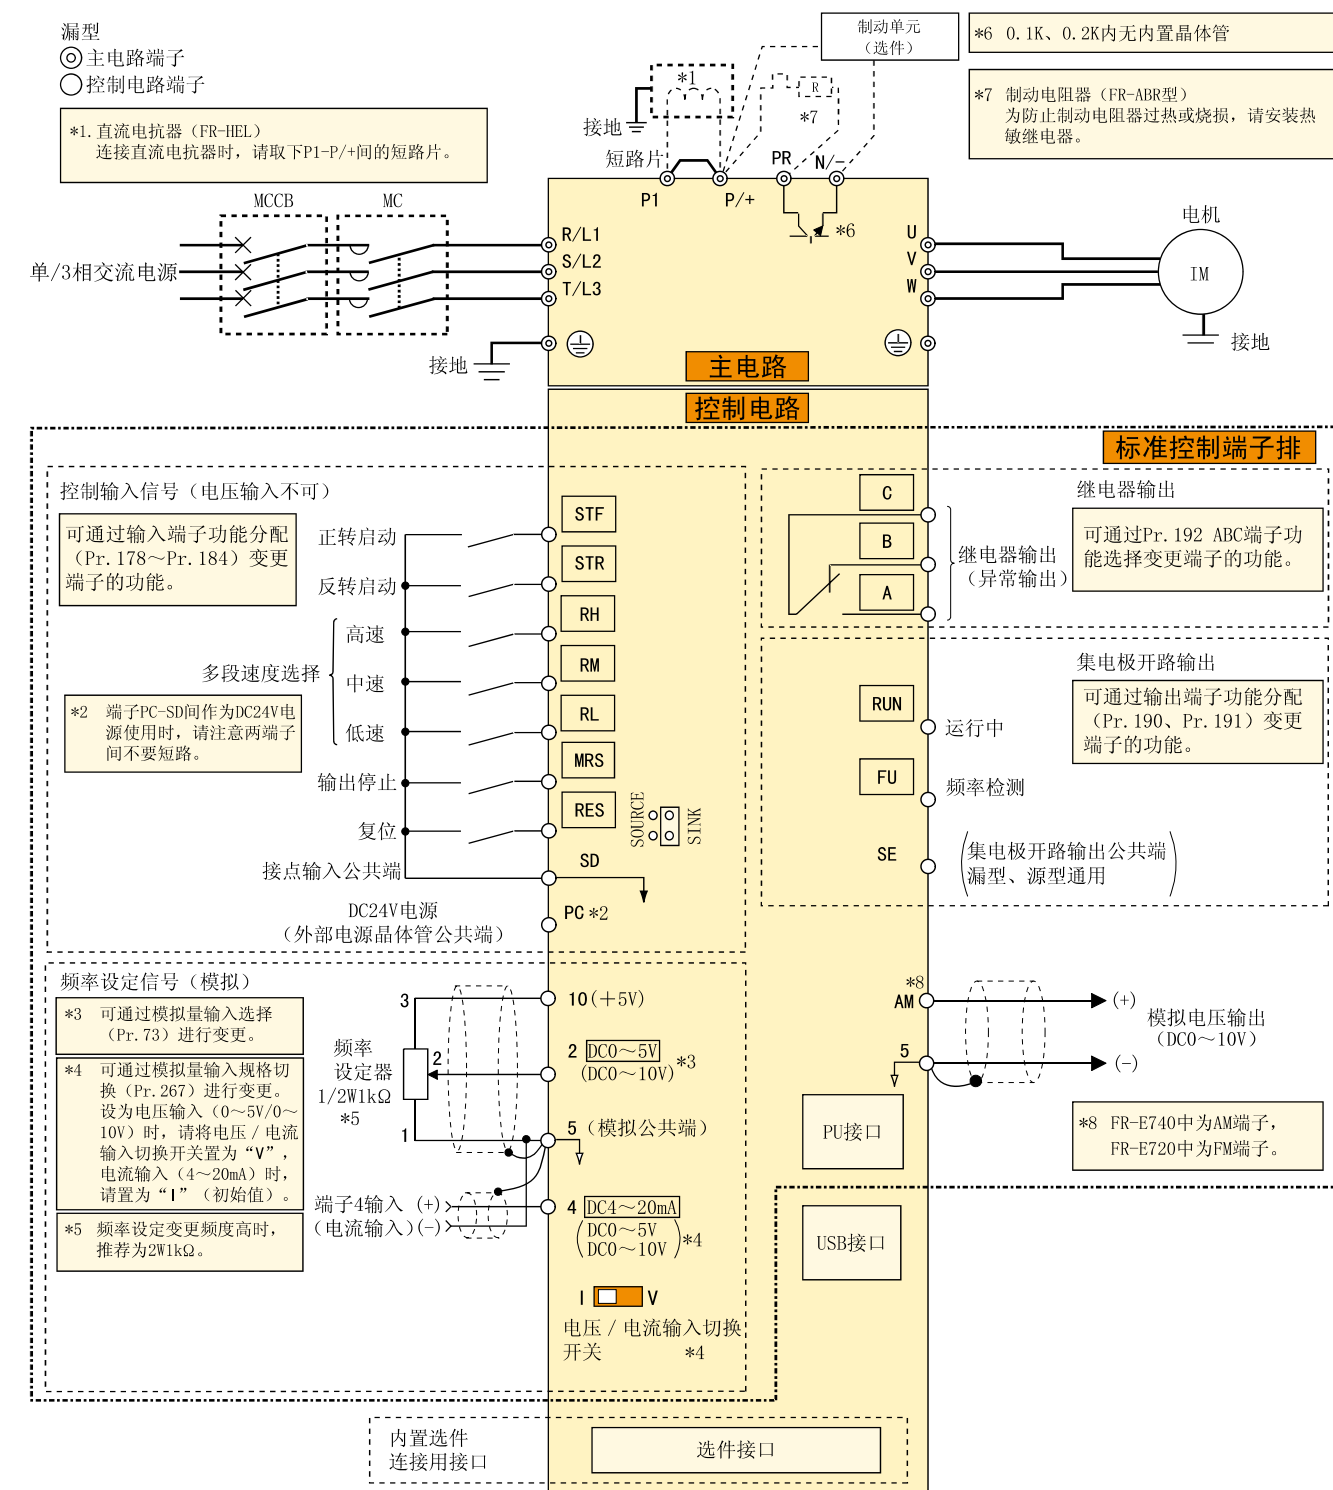 漏型
主电路端子
控制电路端子
*1.直流电抗器（FR-HEL）
连接直流电抗器时，请取下P1-P/+间的短路片。
制动单元
（选件）
*6 0.1K、0.2K内无内置晶体管
*7 制动电阻器（FR-ABR型）
为防止制动电阻器过热或烧损，请安装热
敏继电器。
*1
R
*7
接地
短路片
PR
N/-
P1
P/+
*6
MCCB
MC
单/3相交流电源
R/L1
S/L2
T/L3
U
V
W
电机
IM
接地
接地
主电路
控制电路
标准控制端子排
控制输入信号（电压输入不可）
可通过输入端子功能分配
（Pr.178～Pr.184）变更
端子的功能。
正转启动
STF
反转启动
STR
多段速度选择
高速
RH
中速
RM
低速
RL
*2 端子PC-SD间作为DC24V电
源使用时，请注意两端子
间不要短路。
输出停止
MRS
复位
RES
SOURCE
SINK
接点输入公共端
SD
DC24V电源
（外部电源晶体管公共端）
PC *2
继电器输出
可通过Pr.192 ABC端子功
能选择变更端子的功能。
C
B
A
继电器输出
（异常输出）
集电极开路输出
可通过输出端子功能分配
（Pr.190、Pr.191）变更
端子的功能。
RUN
运行中
FU
频率检测
SE
集电极开路输出公共端
漏型、源型通用
频率设定信号（模拟）
*3 可通过模拟量输入选择
（Pr.73）进行变更。
*4 可通过模拟量输入规格切
换（Pr.267）进行变更。
设为电压输入（0～5V/0～
10V）时，请将电压/电流
输入切换开关置为“V”，
电流输入（4～20mA）时，
请置为“I”（初始值）。
*5 频率设定变更频度高时，
推荐为2W1kΩ。
频率
设定器
1/2W1kΩ
*5
3
2
1
10(＋5V)
2 DC0～5V
(DC0～10V)
*3
5（模拟公共端）
端子4输入 (+)
（电流输入）(-)
4 DC4～20mA
DC0～5V
DC0～10V
*4
I
V
电压/电流输入切换
开关 *4
*8
AM
5
(+)
(-)
模拟电压输出
（DC0～10V）
*8 FR-E740中为AM端子，
FR-E720中为FM端子。
PU接口
USB接口
内置选件
连接用接口
选件接口